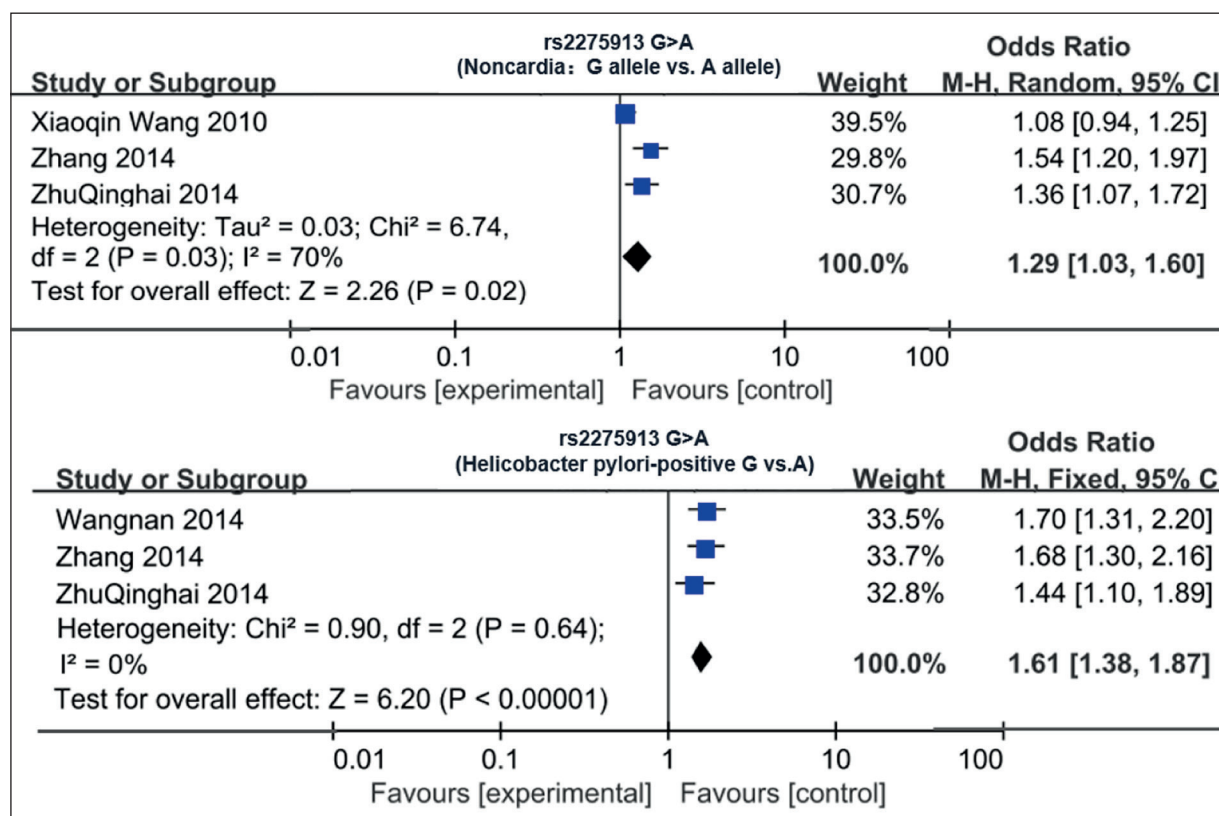 rs2275913 G>A
(Noncardia: G allele vs. A allele)
Odds Ratio
Study or Subgroup Weight M-H, Random, 95% CI
Xiaoqin Wang 2010 39.5% 1.08 [0.94, 1.25]
Zhang 2014 29.8% 1.54 [1.20, 1.97]
ZhuQinghai 2014 30.7% 1.36 [1.07, 1.72]
Heterogeneity: Tau² = 0.03; Chi² = 6.74,
df = 2 (P = 0.03); I² = 70%
100.0% 1.29 [1.03, 1.60]
Test for overall effect: Z = 2.26 (P = 0.02)
0.01 0.1 1 10 100
Favours [experimental] Favours [control]
rs2275913 G>A
(Helicobacter pylori-positive G vs.A)
Odds Ratio
Study or Subgroup Weight M-H, Fixed, 95% C
Wangnan 2014 33.5% 1.70 [1.31, 2.20]
Zhang 2014 33.7% 1.68 [1.30, 2.16]
ZhuQinghai 2014 32.8% 1.44 [1.10, 1.89]
Heterogeneity: Chi² = 0.90, df = 2 (P = 0.64);
I² = 0% 100.0% 1.61 [1.38, 1.87]
Test for overall effect: Z = 6.20 (P < 0.00001)
0.01 0.1 1 10 100
Favours [experimental] Favours [control]